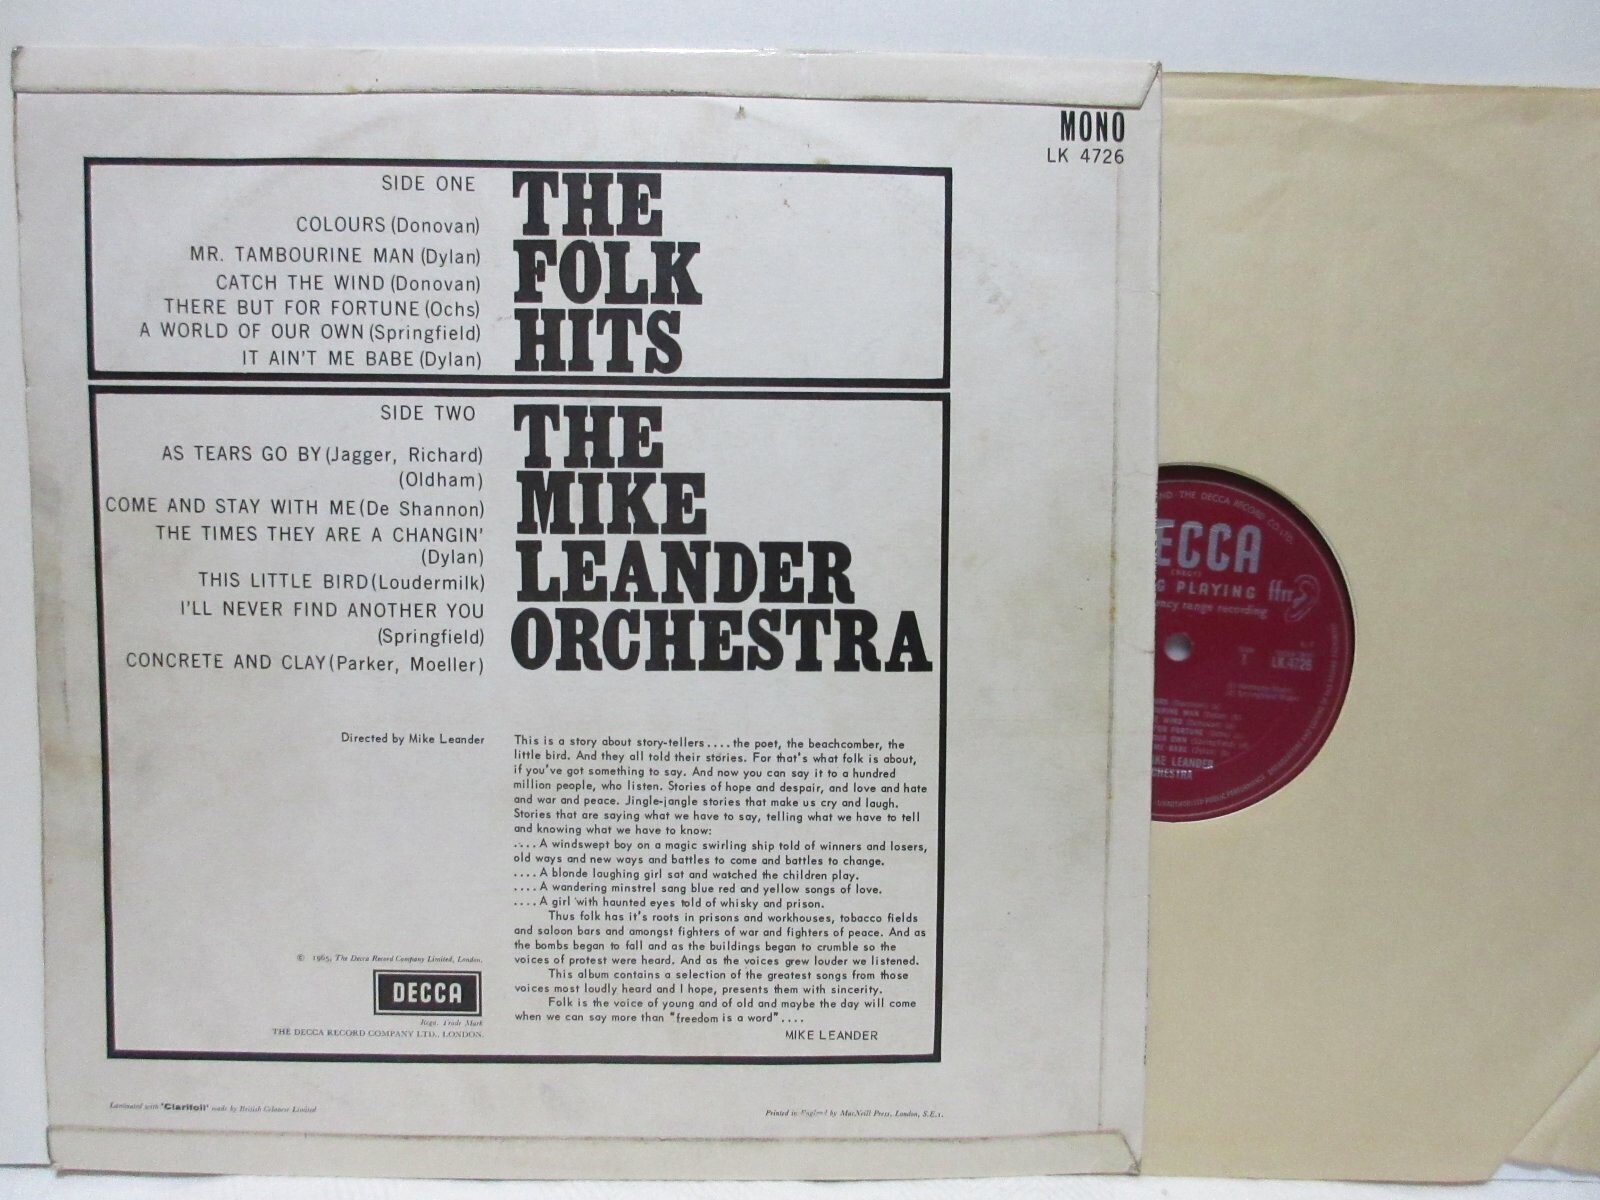 MONO
LK 4726
SIDE ONE
COLOURS (Donovan)
MR. TAMBOURINE MAN (Dylan)
CATCH THE WIND (Donovan)
THERE BUT FOR FORTUNE (Ochs)
A WORLD OF OUR OWN (Springfield)
IT AIN'T ME BABE (Dylan)
THE
FOLK
HITS
SIDE TWO
AS TEARS GO BY (Jagger, Richard)
(Oldham)
COME AND STAY WITH ME (De Shannon)
THE TIMES THEY ARE A CHANGIN'
(Dylan)
THIS LITTLE BIRD (Loudermilk)
I'LL NEVER FIND ANOTHER YOU
(Springfield)
CONCRETE AND CLAY (Parker, Moeller)
THE
MIKE
LEANDER
ORCHESTRA
Directed by Mike Leander
This is a story about story-tellers .... the poet, the beachcomber, the
little bird. And they all told their stories. For that's what folk is about,
if you've got something to say. And now you can say it to a hundred
million people, who listen. Stories of hope and despair, and love and hate
and war and peace. Jingle-jangle stories that make us cry and laugh.
Stories that are saying what we have to say, telling what we have to tell
and knowing what we have to know:
.... A windswept boy on a magic swirling ship told of winners and losers,
old ways and new ways and battles to come and battles to change.
.... A blonde laughing girl sat and watched the children play.
.... A wandering minstrel sang blue red and yellow songs of love.
.... A girl with haunted eyes told of whisky and prison.
Thus folk has it's roots in prisons and workhouses, tobacco fields
and saloon bars and amongst fighters of war and fighters of peace. And as
the bombs began to fall and as the buildings began to crumble so the
voices of protest were heard. And as the voices grew louder we listened.
This album contains a selection of the greatest songs from those
voices most loudly heard and I hope, presents them with sincerity.
Folk is the voice of young and of old and maybe the day will come
when we can say more than "freedom is a word" ....
MIKE LEANDER
© 1965, The Decca Record Company Limited, London.
DECCA
Regd. Trade Mark
THE DECCA RECORD COMPANY LTD., LONDON.
Laminated with 'Clarifoil' made by British Celanese Limited
Printed in England by MacNeill Press, London, S.E.1.
AND THE DECCA RECORD CO. LTD.
ECCA
G PLAYING ffrr
ency range recording
LK.4726
IKE LEANDER
CHESTRA